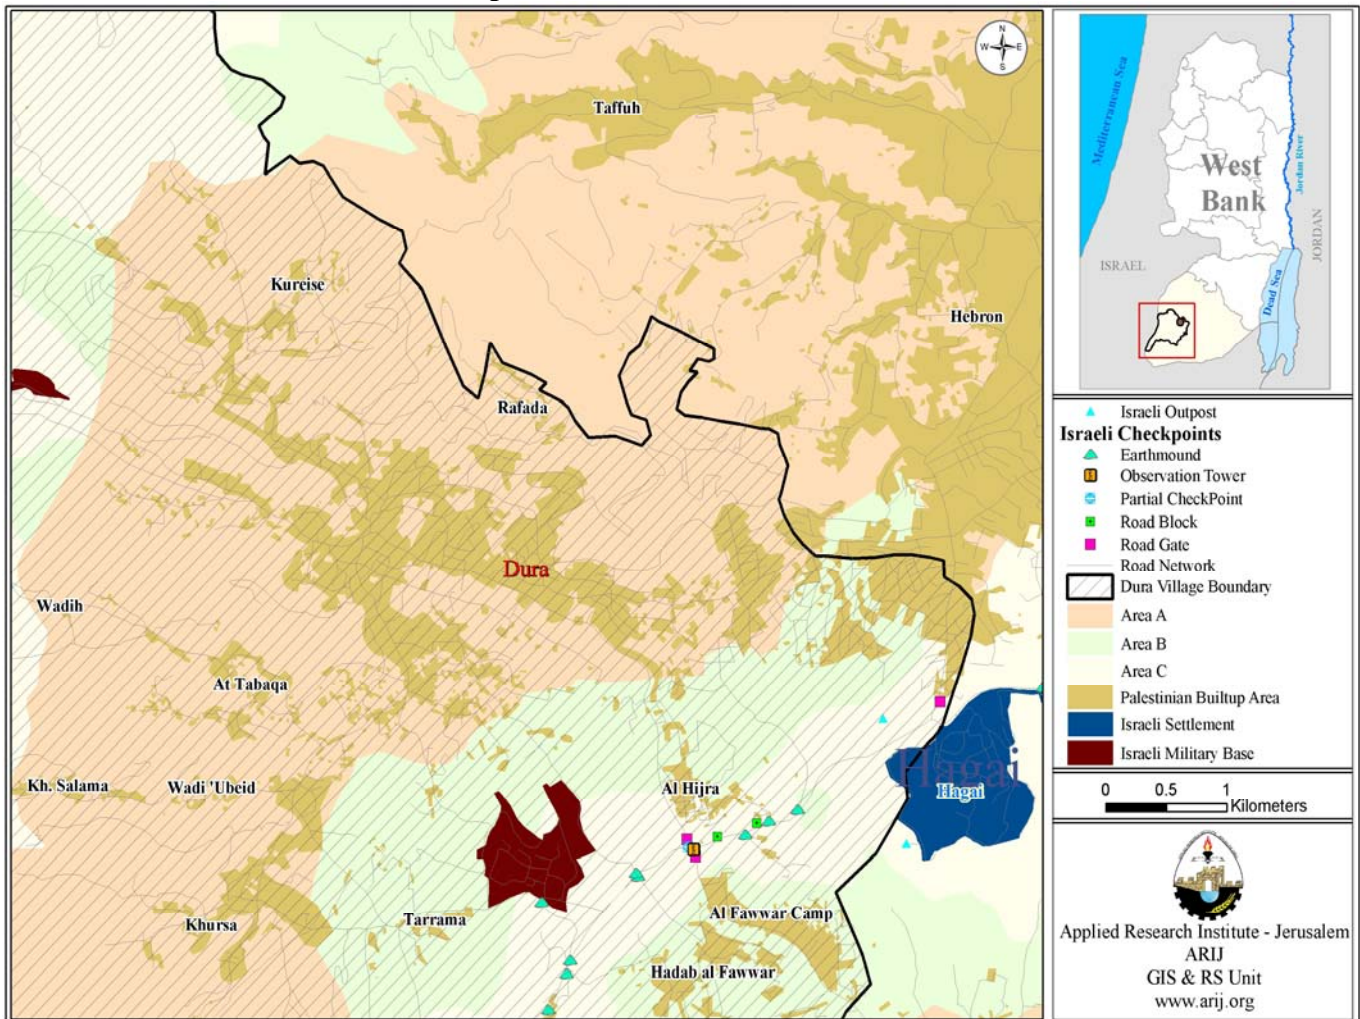 N
W E
S
Taffuh
Kureise
Hebron
Rafada
Dura
Wadih
At Tabaqa
Kh. Salama
Wadi 'Ubeid
Al Hijra
Hagai
Hagai
Khursa
Tarrama
Al Fawwar Camp
Hadab al Fawwar
Mediterranean Sea
West
Bank
Jordan River
JORDAN
ISRAEL
Dead Sea
Israeli Outpost
Israeli Checkpoints
Earthmound
Observation Tower
Partial CheckPoint
Road Block
Road Gate
Road Network
Dura Village Boundary
Area A
Area B
Area C
Palestinian Builtup Area
Israeli Settlement
Israeli Military Base
0 0.5 1
Kilometers
Applied Research Institute - Jerusalem
ARIJ
GIS & RS Unit
www.arij.org